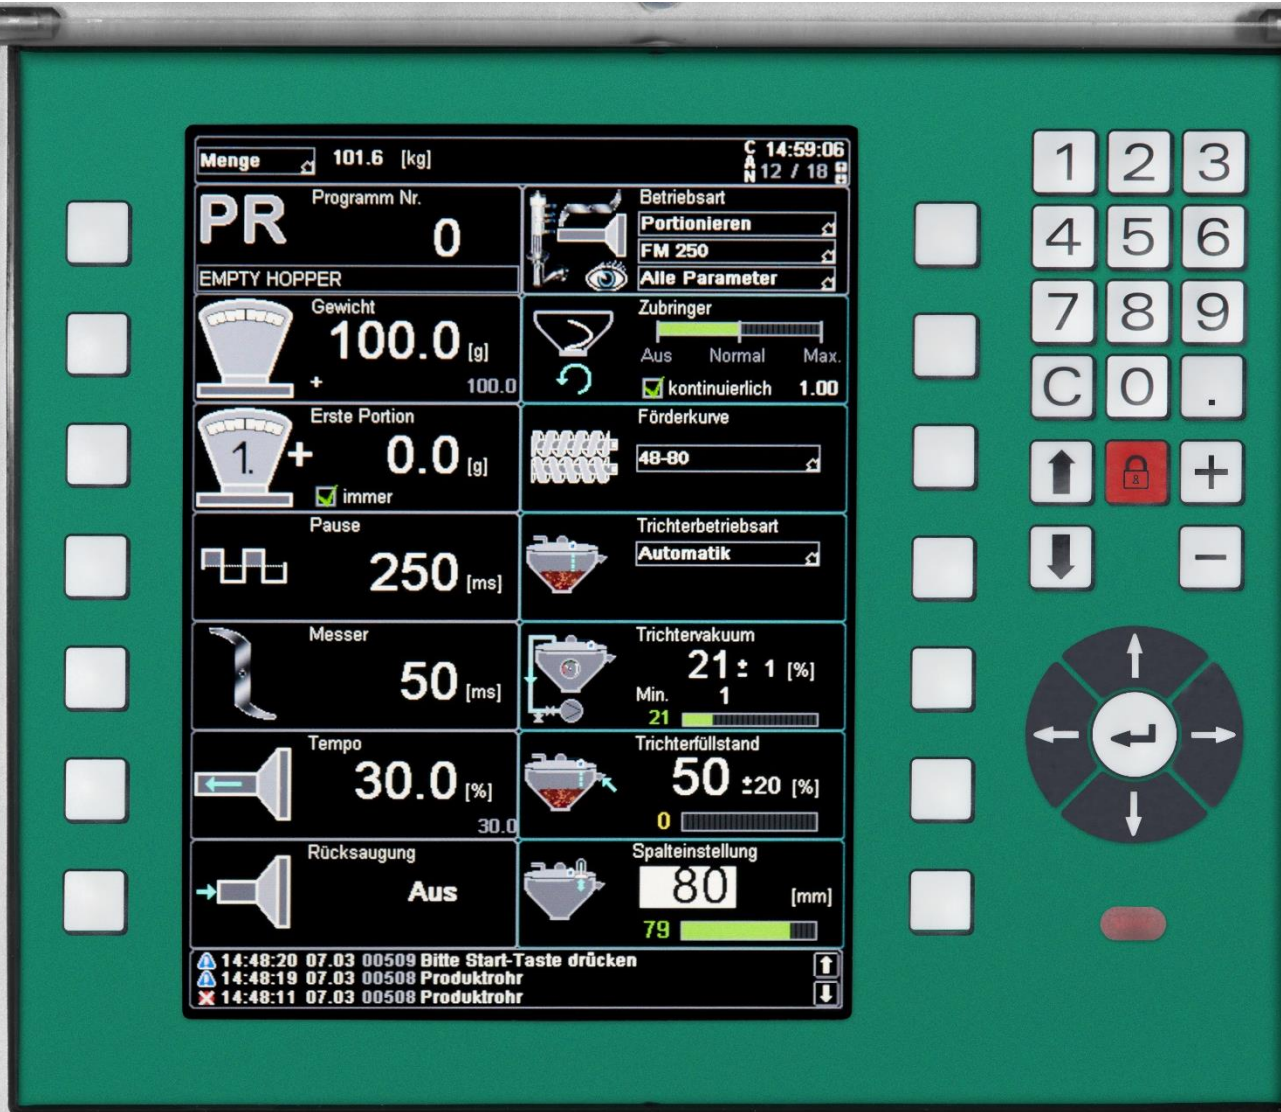 Menge 101.6 [kg] CAN 14:59:06
12 / 18
PR Programm Nr.
0
EMPTY HOPPER
Betriebsart
Portionieren
FM 250
Alle Parameter
Gewicht
100.0 [g]
+ 100.0
Zubringer
Aus Normal Max.
kontinuierlich 1.00
Erste Portion
1. + 0.0 [g]
immer
Förderkurve
48-80
Pause
250 [ms]
Trichterbetriebsart
Automatik
Messer
50 [ms]
Trichtervakuum
21 ± 1 [%]
Min. 1
21
Tempo
30.0 [%]
30.0
Trichterfüllstand
50 ±20 [%]
0
Rücksaugung
Aus
Spalteinstellung
80 [mm]
79
14:48:20 07.03 00509 Bitte Start-Taste drücken
14:48:19 07.03 00508 Produktrohr
14:48:11 07.03 00508 Produktrohr
1 2 3
4 5 6
7 8 9
C 0 .
+
−